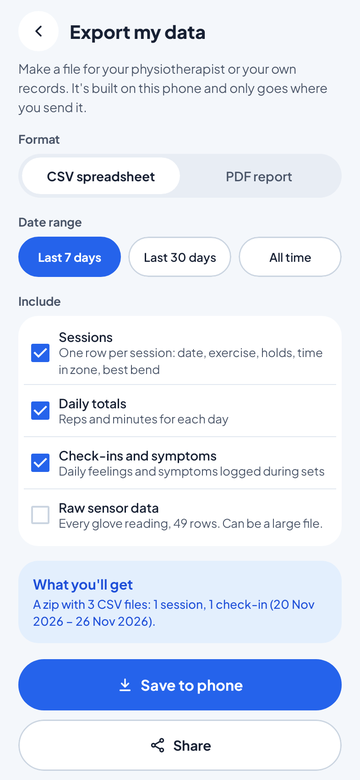 Export my data
Make a file for your physiotherapist or your own
records. It's built on this phone and only goes where
you send it.
Format
CSV spreadsheet
PDF report
Date range
Last 7 days
Last 30 days
All time
Include
Sessions
One row per session: date, exercise, holds, time
in zone, best bend
Daily totals
Reps and minutes for each day
Check-ins and symptoms
Daily feelings and symptoms logged during sets
Raw sensor data
Every glove reading, 49 rows. Can be a large file.
What you'll get
A zip with 3 CSV files: 1 session, 1 check-in (20 Nov
2026 – 26 Nov 2026).
Save to phone
Share